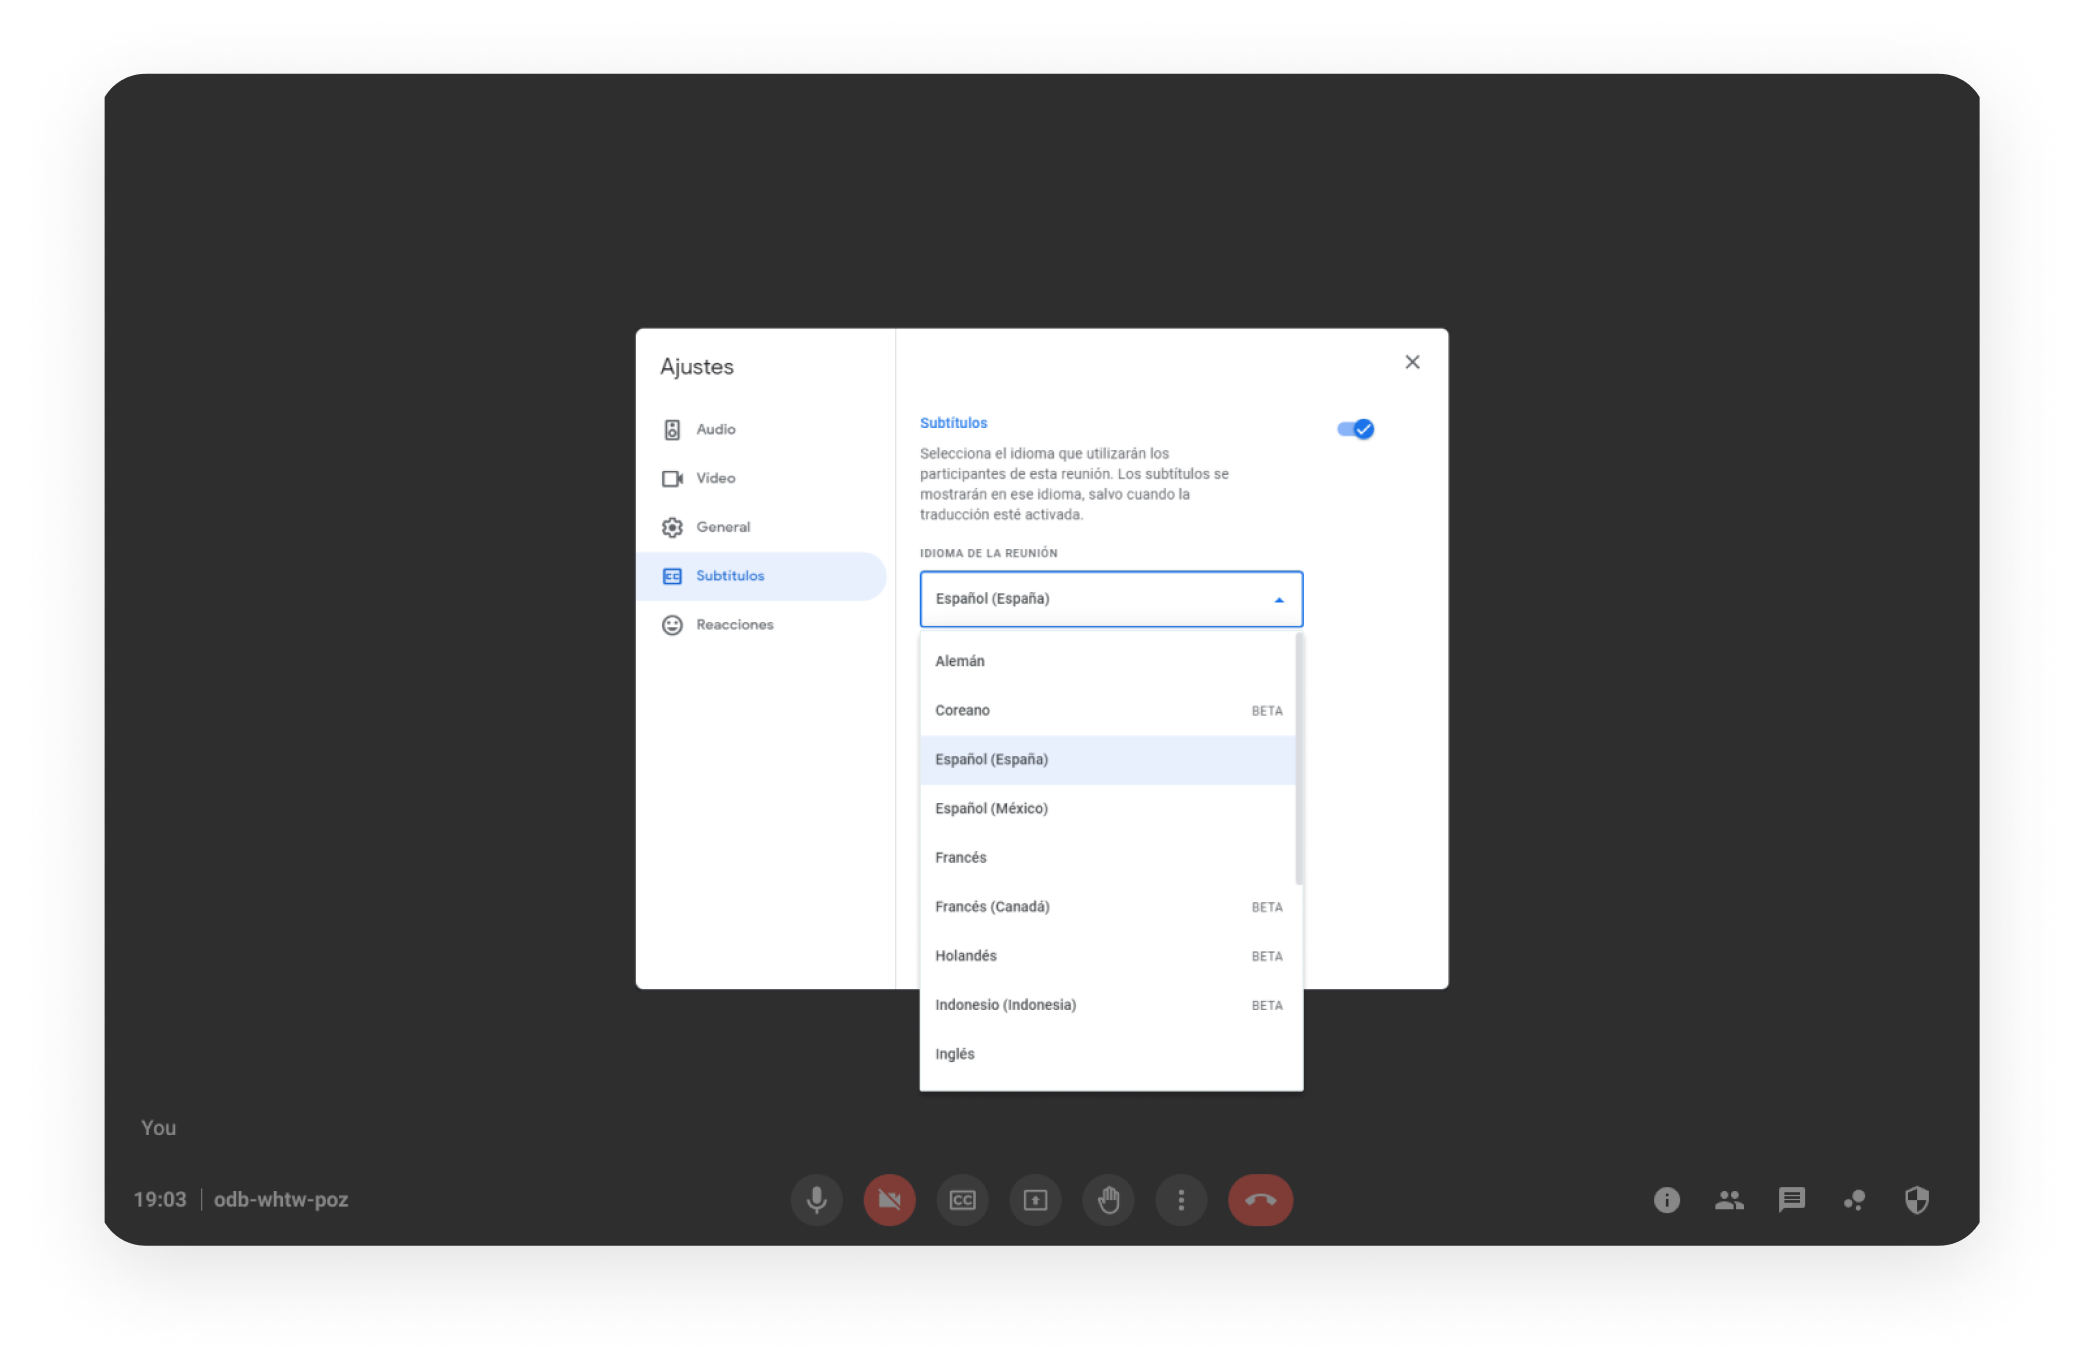 Ajustes
Audio
Video
General
Subtítulos
Reacciones
Subtítulos
Selecciona el idioma que utilizarán los
participantes de esta reunión. Los subtítulos se
mostrarán en ese idioma, salvo cuando la
traducción esté activada.
IDIOMA DE LA REUNIÓN
Español (España)
Alemán
Coreano BETA
Español (España)
Español (México)
Francés
Francés (Canadá) BETA
Holandés BETA
Indonesio (Indonesia) BETA
Inglés
You
19:03 | odb-whtw-poz